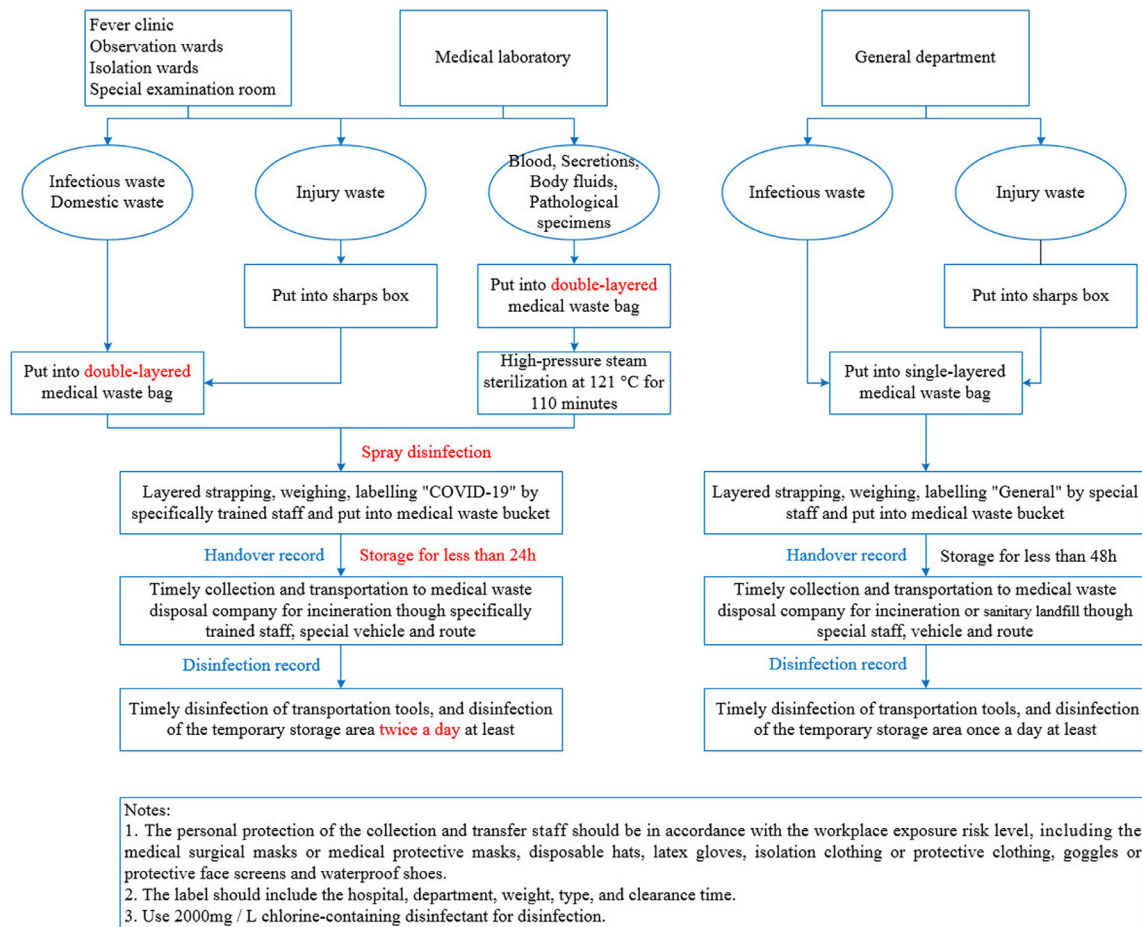 Fever clinic
Observation wards
Isolation wards
Special examination room
Medical laboratory
General department
Infectious waste
Domestic waste
Injury waste
Blood, Secretions,
Body fluids,
Pathological
specimens
Infectious waste
Injury waste
Put into sharps box
Put into double-layered
medical waste bag
Put into sharps box
Put into double-layered
medical waste bag
High-pressure steam
sterilization at 121 °C for
110 minutes
Put into single-layered
medical waste bag
Spray disinfection
Layered strapping, weighing, labelling "COVID-19" by
specifically trained staff and put into medical waste bucket
Layered strapping, weighing, labelling "General" by special
staff and put into medical waste bucket
Handover record
Storage for less than 24h
Handover record
Storage for less than 48h
Timely collection and transportation to medical waste
disposal company for incineration though specifically
trained staff, special vehicle and route
Timely collection and transportation to medical waste
disposal company for incineration or sanitary landfill though
special staff, vehicle and route
Disinfection record
Disinfection record
Timely disinfection of transportation tools, and disinfection
of the temporary storage area twice a day at least
Timely disinfection of transportation tools, and disinfection
of the temporary storage area once a day at least
Notes:
1. The personal protection of the collection and transfer staff should be in accordance with the workplace exposure risk level, including the
medical surgical masks or medical protective masks, disposable hats, latex gloves, isolation clothing or protective clothing, goggles or
protective face screens and waterproof shoes.
2. The label should include the hospital, department, weight, type, and clearance time.
3. Use 2000mg / L chlorine-containing disinfectant for disinfection.